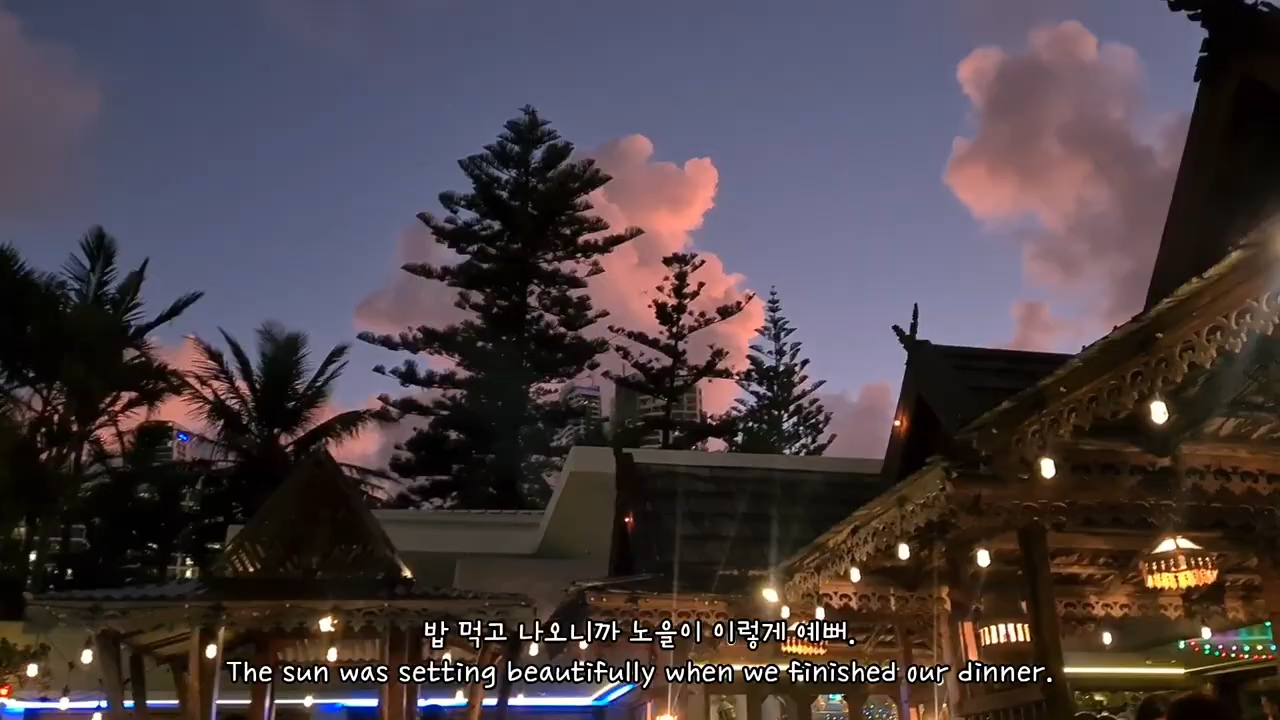 밥 먹고 나오니까 노을이 이렇게 예뻐.
The sun was setting beautifully when we finished our dinner.